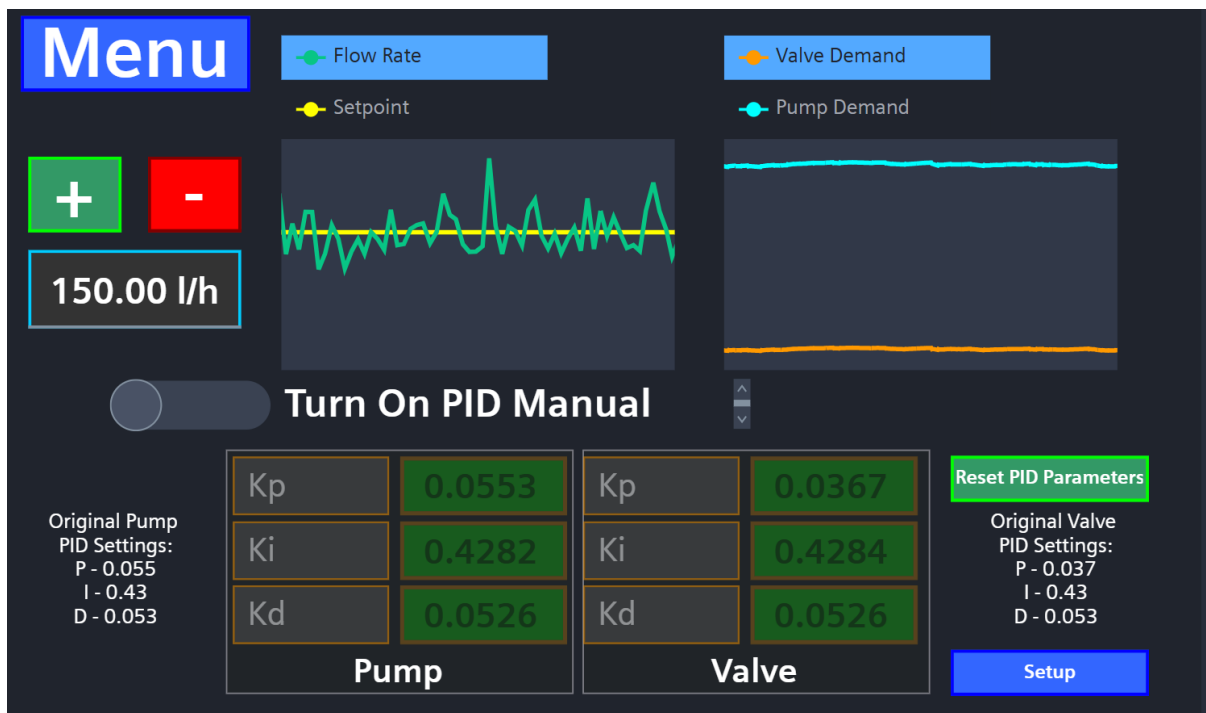 Menu
Flow Rate
Valve Demand
Setpoint
Pump Demand
+
-
150.00 l/h
Turn On PID Manual
Kp
0.0553
Kp
0.0367
Reset PID Parameters
Original Pump
PID Settings:
P - 0.055
I - 0.43
D - 0.053
Ki
0.4282
Ki
0.4284
Original Valve
PID Settings:
P - 0.037
I - 0.43
D - 0.053
Kd
0.0526
Kd
0.0526
Pump
Valve
Setup